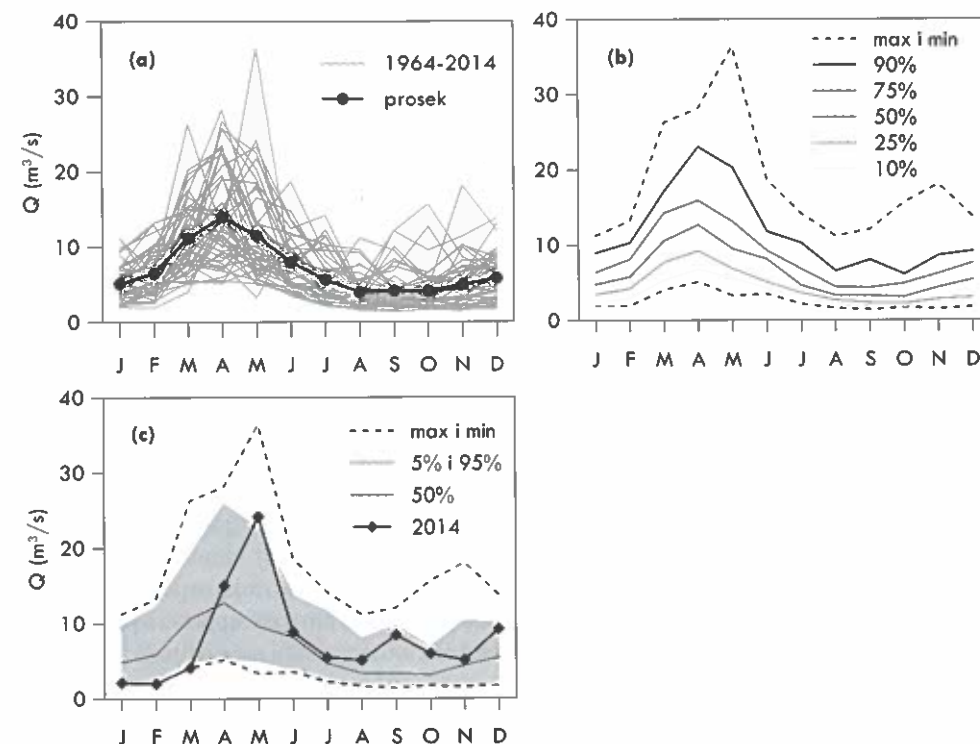 (a)
1964-2014
prosek
Q (m³/s)
40
30
20
10
0
J F M A M J J A S O N D
(b)
max i min
90%
75%
50%
25%
10%
40
30
20
10
0
J F M A M J J A S O N D
(c)
max i min
5% i 95%
50%
2014
Q (m³/s)
40
30
20
10
0
J F M A M J J A S O N D